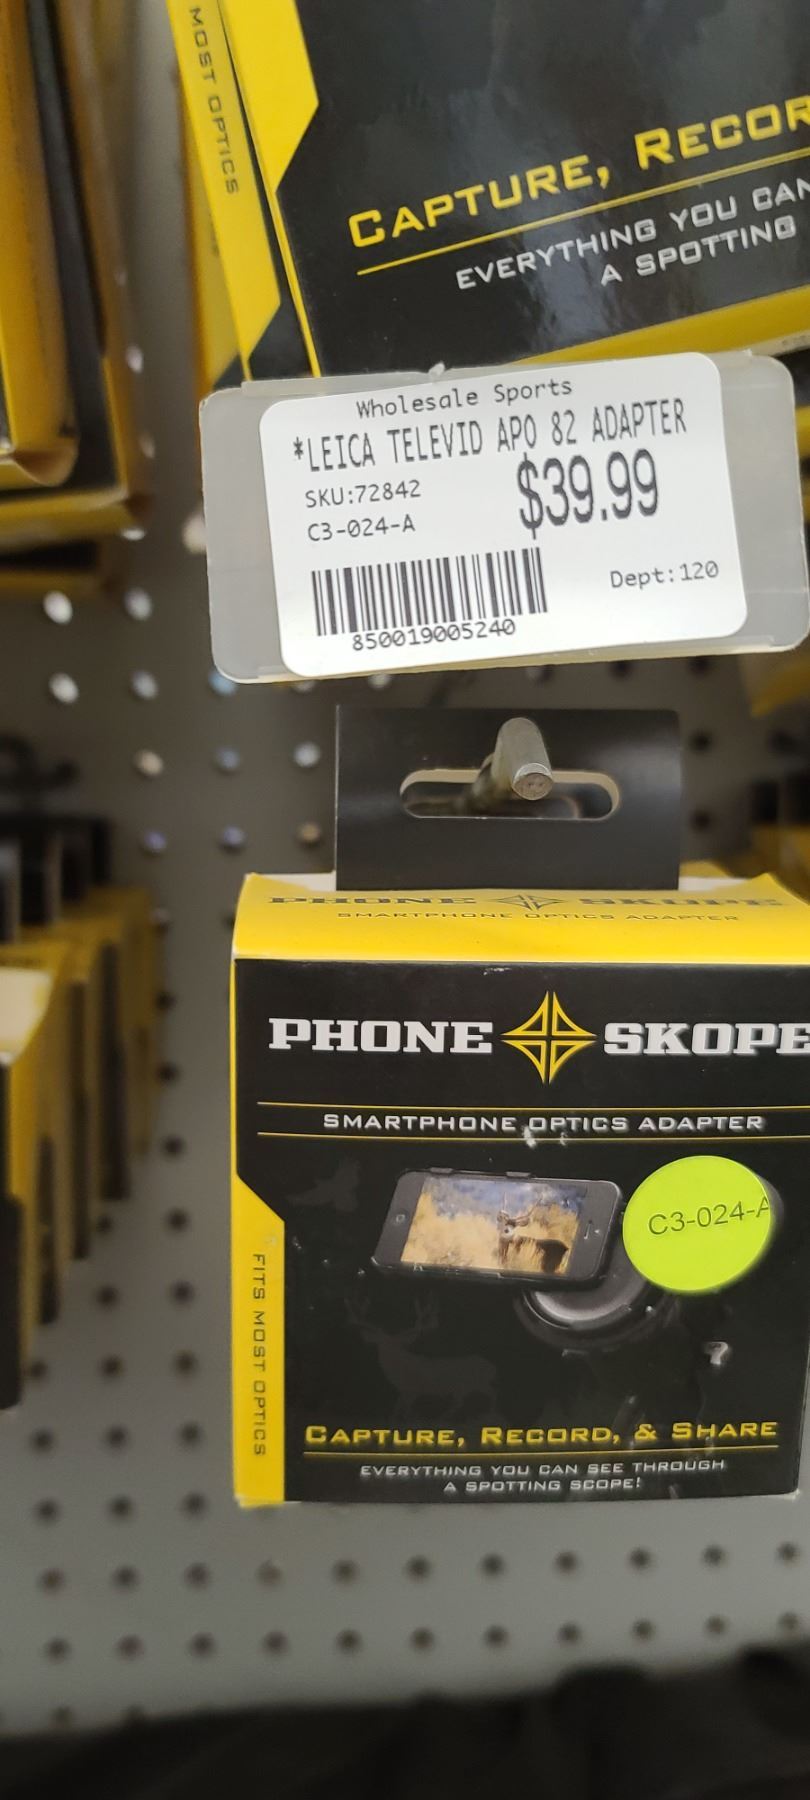 MOST OPTICS
CAPTURE, RECOR
EVERYTHING YOU CAN
A SPOTTING
Wholesale Sports
*LEICA TELEVID APO 82 ADAPTER
SKU:72842
$39.99
C3-024-A
Dept:120
850019005240
PHONE SKOPE
SMARTPHONE OPTICS ADAPTER
PHONE SKOPE
SMARTPHONE OPTICS ADAPTER
C3-024-A
FITS MOST OPTICS
CAPTURE, RECORD, & SHARE
EVERYTHING YOU CAN SEE THROUGH
A SPOTTING SCOPE!